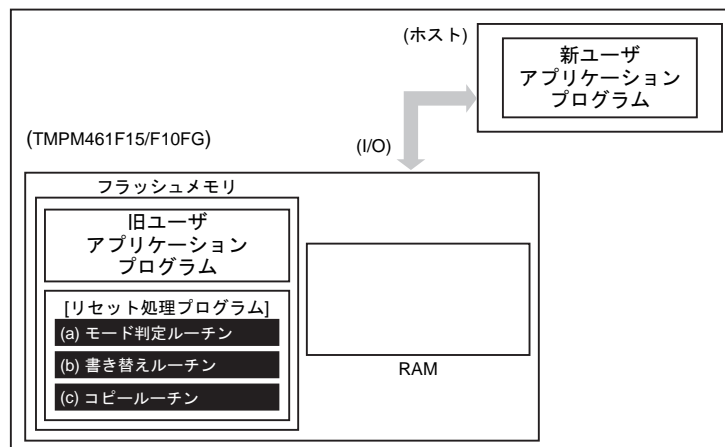 (ホスト)
新ユーザ
アプリケーション
プログラム
(TMPM461F15/F10FG)
(I/O)
フラッシュメモリ
旧ユーザ
アプリケーション
プログラム
[リセット処理プログラム]
(a) モード判定ルーチン
(b) 書き替えルーチン
(c) コピールーチン
RAM